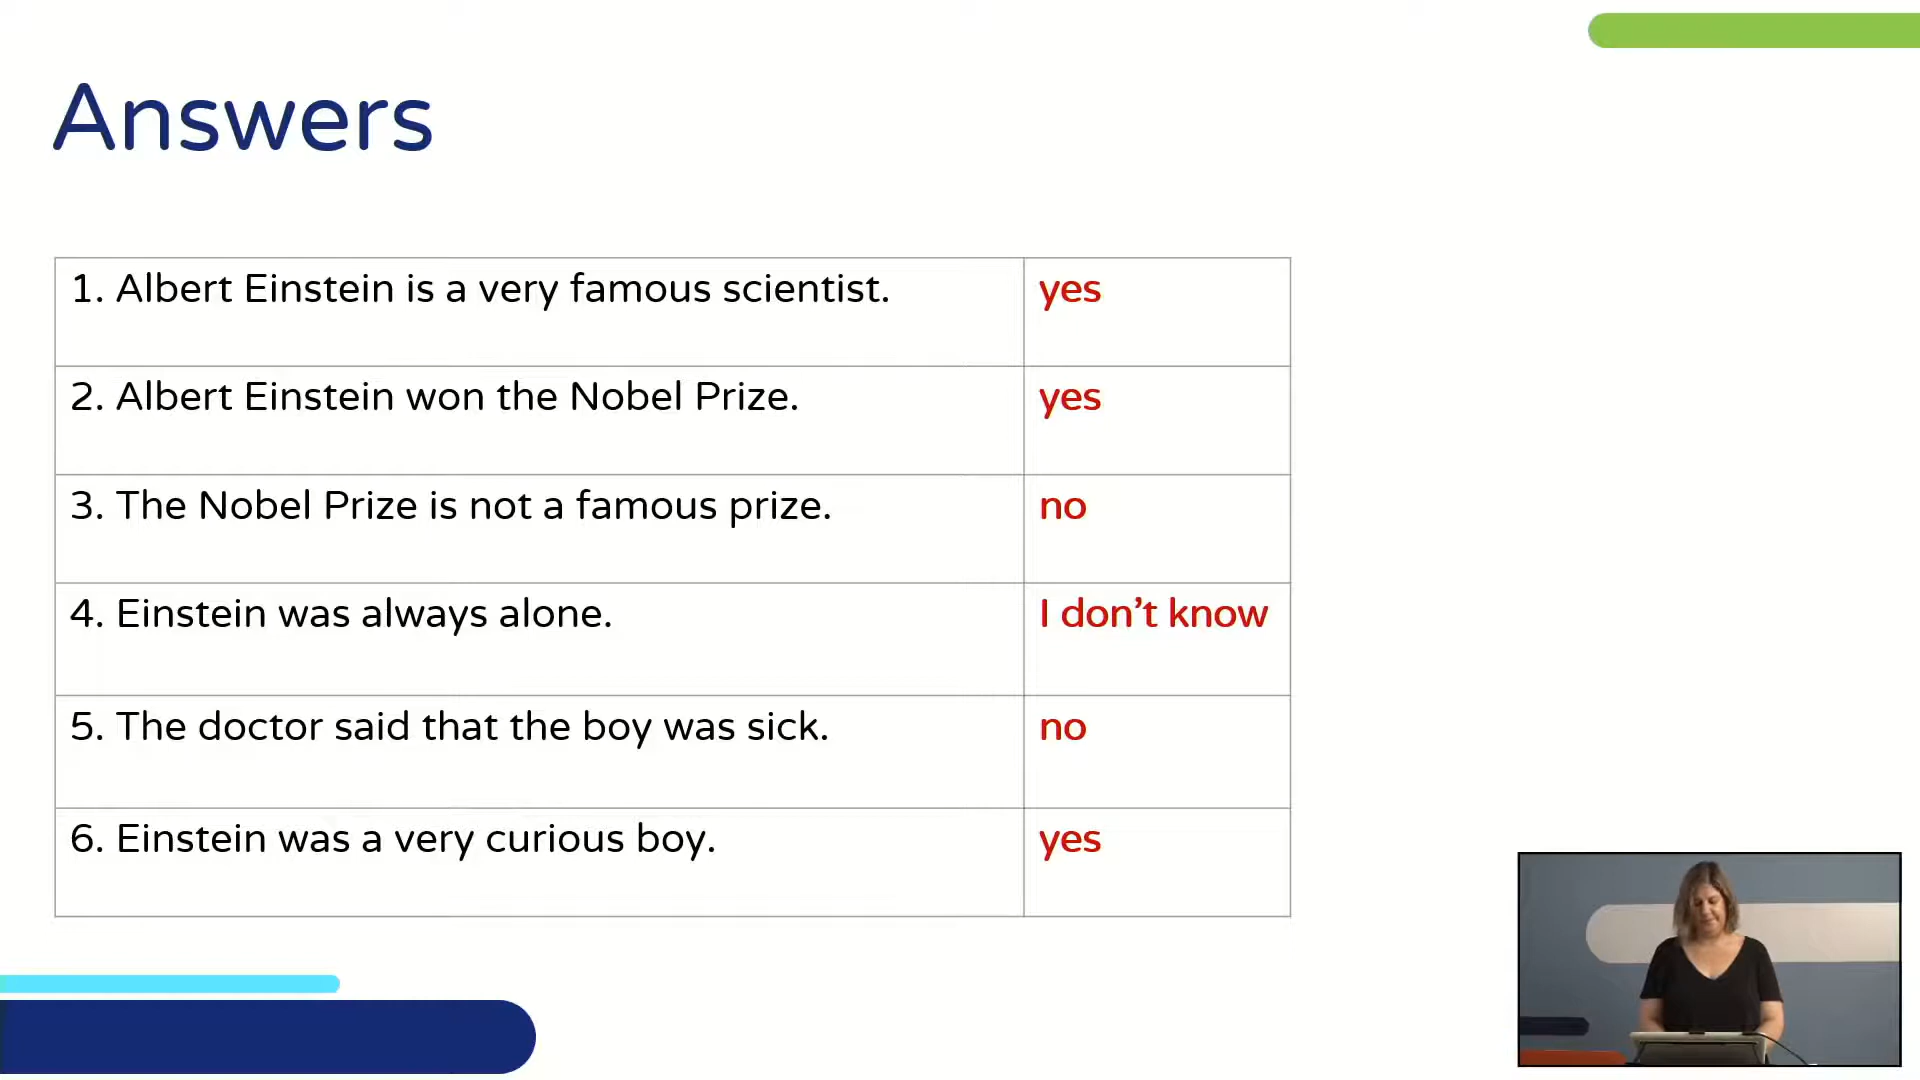 Answers
1. Albert Einstein is a very famous scientist. yes
2. Albert Einstein won the Nobel Prize. yes
3. The Nobel Prize is not a famous prize. no
4. Einstein was always alone. I don’t know
5. The doctor said that the boy was sick. no
6. Einstein was a very curious boy. yes